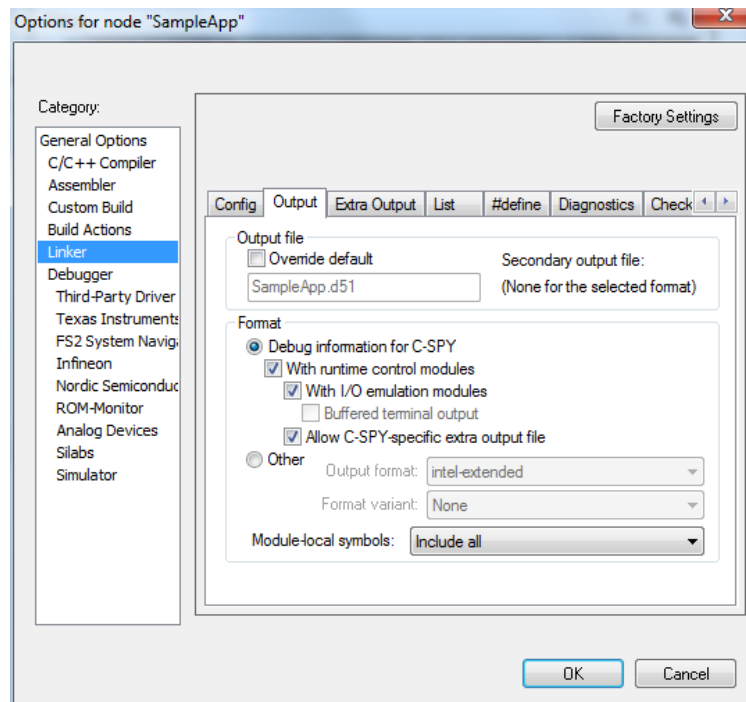 Options for node "SampleApp"
Category:
General Options
C/C++ Compiler
Assembler
Custom Build
Build Actions
Linker
Debugger
Third-Party Driver
Texas Instruments
FS2 System Naviga
Infineon
Nordic Semiconduc
ROM-Monitor
Analog Devices
Silabs
Simulator
Factory Settings
Config Output Extra Output List #define Diagnostics Check
Output file
Override default
Secondary output file:
SampleApp.d51
(None for the selected format)
Format
Debug information for C-SPY
With runtime control modules
With I/O emulation modules
Buffered terminal output
Allow C-SPY-specific extra output file
Other
Output format: intel-extended
Format variant: None
Module-local symbols: Include all
OK Cancel